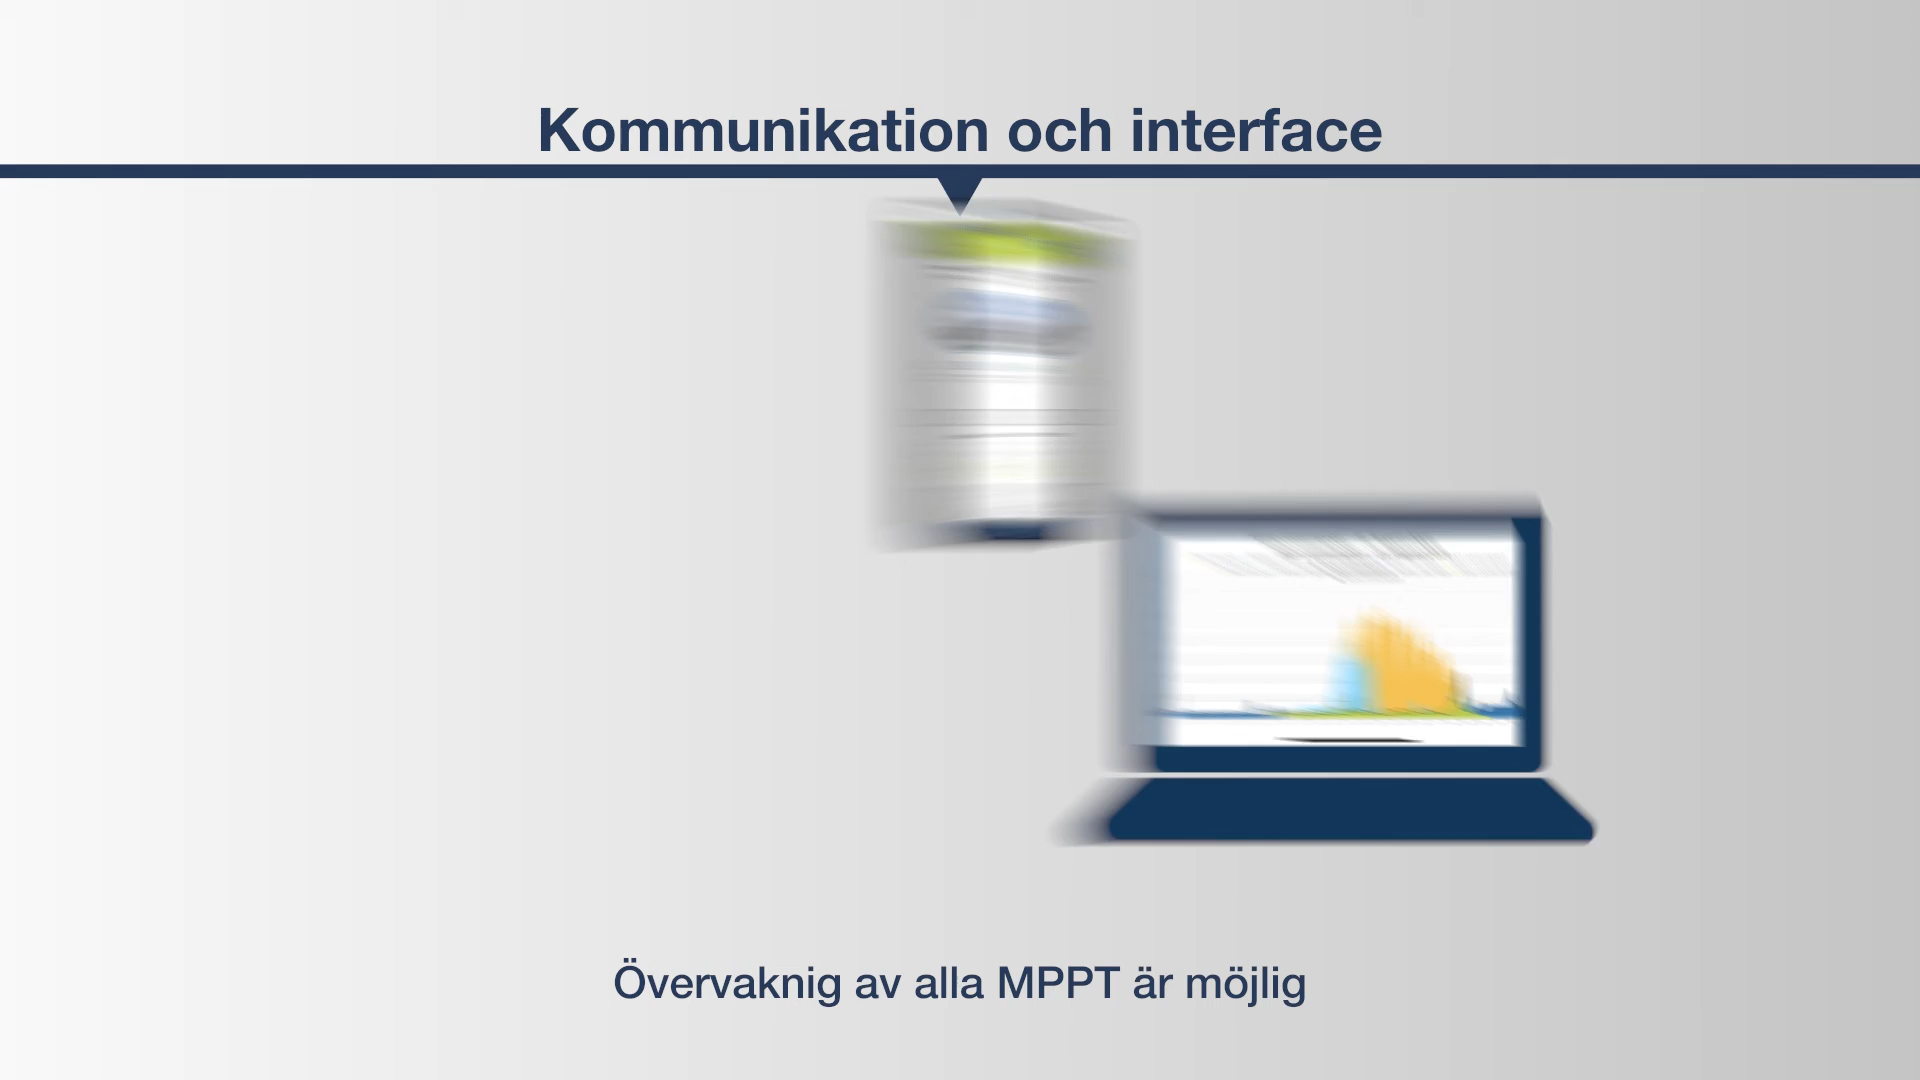 Kommunikation och interface
Övervaknig av alla MPPT är möjlig